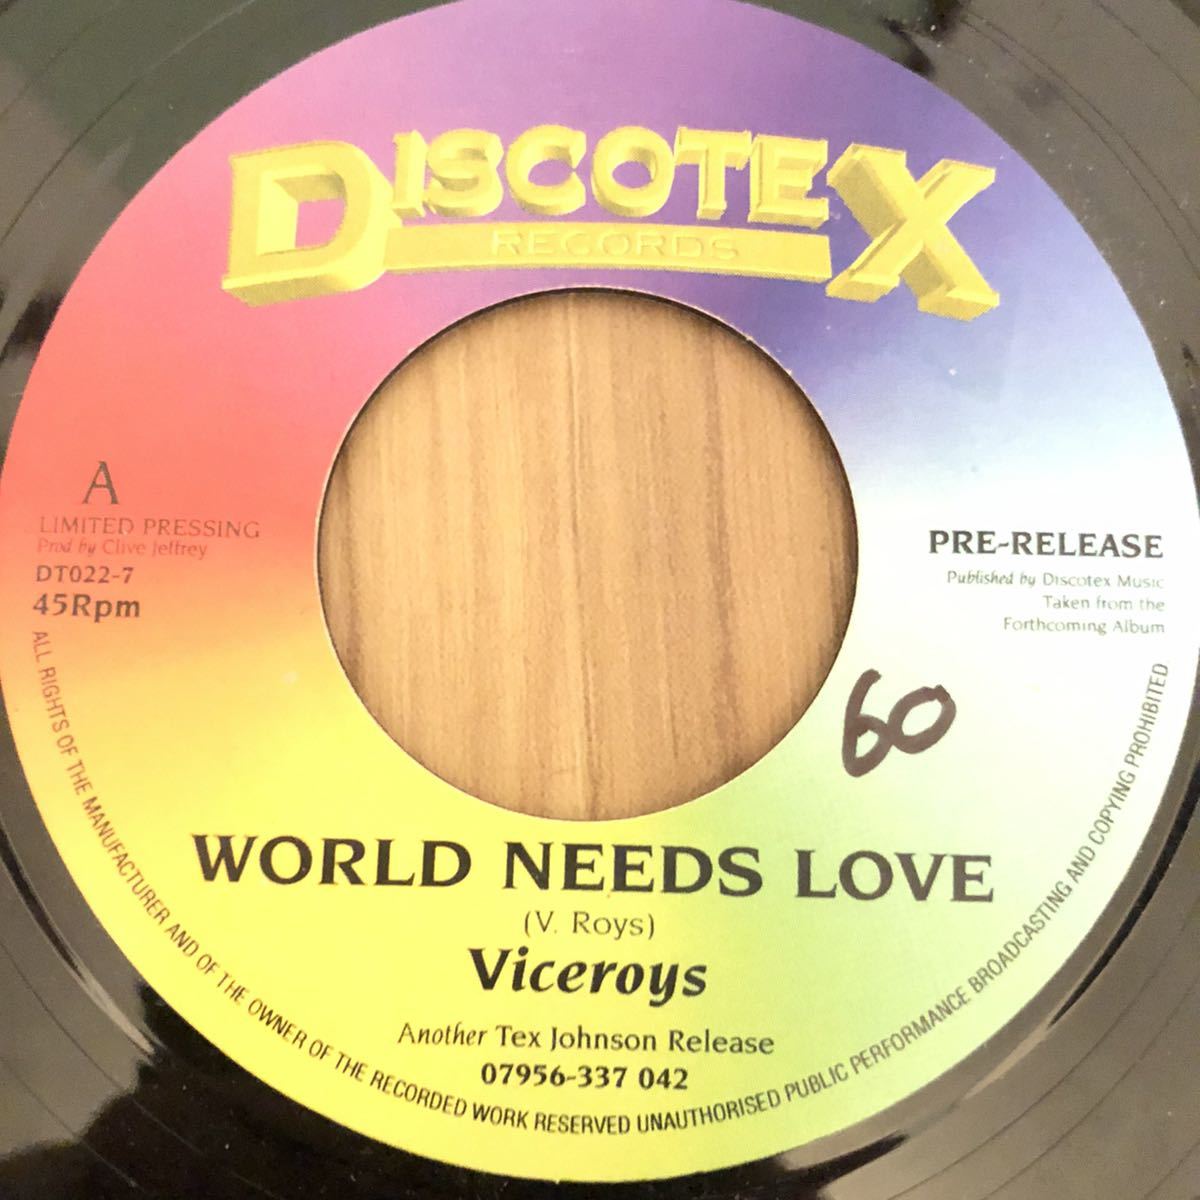 DISCOTEX
RECORDS
A
LIMITED PRESSING
Prod by Clive Jeffrey
DT022-7
45Rpm
PRE-RELEASE
Published by Discotex Music
Taken from the
Forthcoming Album
60
WORLD NEEDS LOVE
(V. Roys)
Viceroys
Another Tex Johnson Release
07956-337 042
ALL RIGHTS OF THE MANUFACTURER AND OF THE OWNER OF THE RECORDED WORK RESERVED UNAUTHORISED PUBLIC PERFORMANCE BROADCASTING AND COPYING PROHIBITED